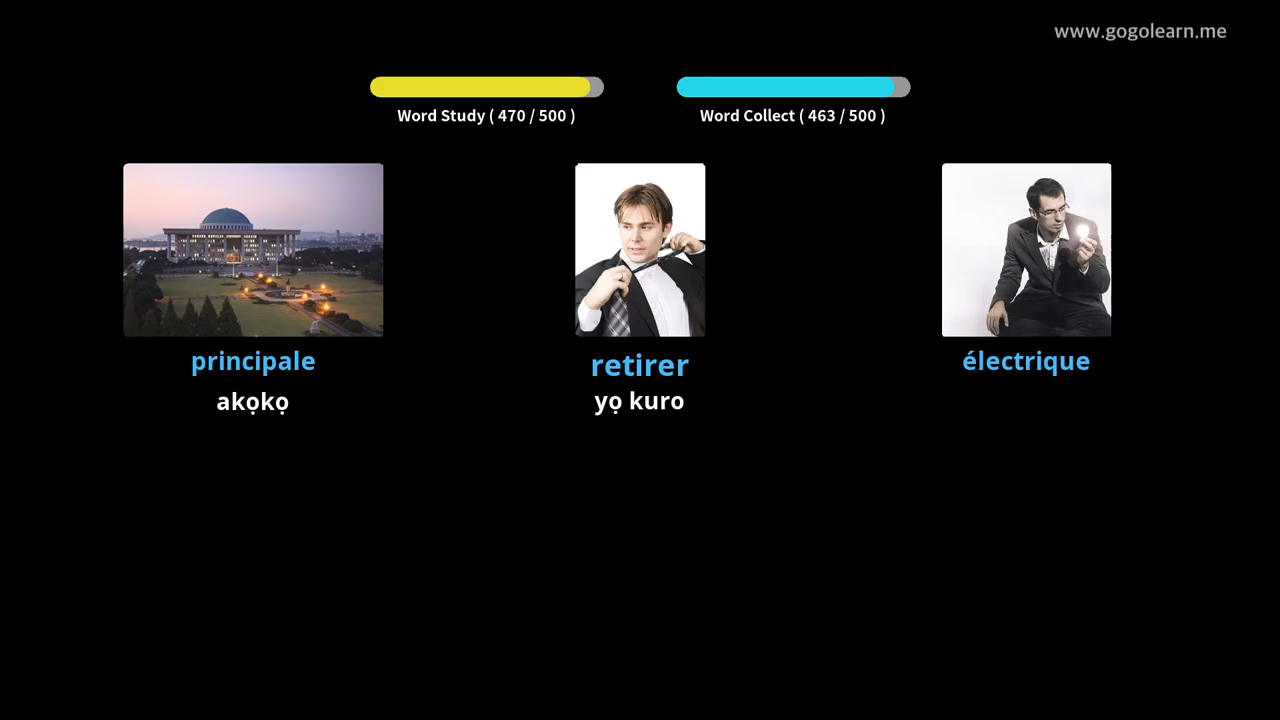 www.gogolearn.me
Word Study ( 470 / 500 )
Word Collect ( 463 / 500 )
principale
retirer
électrique
akọkọ
yọ kuro